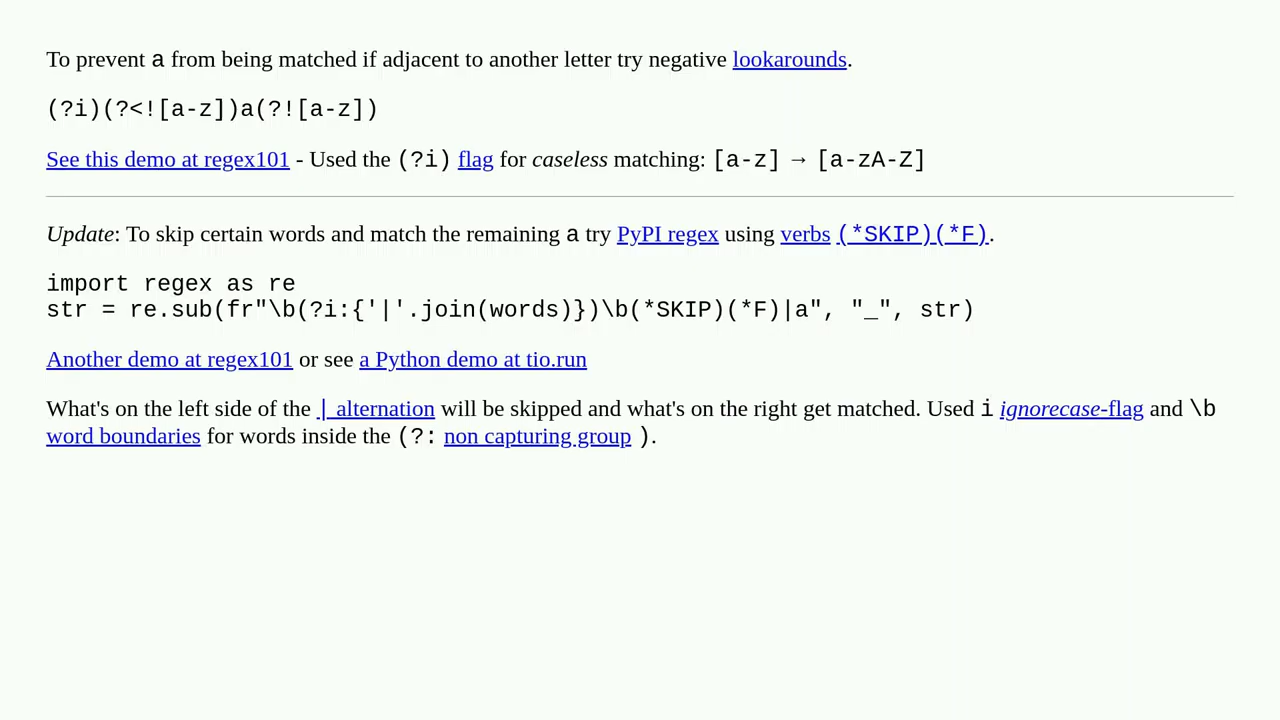 To prevent a from being matched if adjacent to another letter try negative lookarounds.
(?i)(?<![a-z])a(?![a-z])
See this demo at regex101 - Used the (?i) flag for caseless matching: [a-z] → [a-zA-Z]
Update: To skip certain words and match the remaining a try PyPI regex using verbs (*SKIP)(*F).
import regex as re
str = re.sub(fr"\b(?i:{'|'.join(words)})\b(*SKIP)(*F)|a", "_", str)
Another demo at regex101 or see a Python demo at tio.run
What's on the left side of the | alternation will be skipped and what's on the right get matched. Used i ignorecase-flag and \b
word boundaries for words inside the (?: non capturing group ).